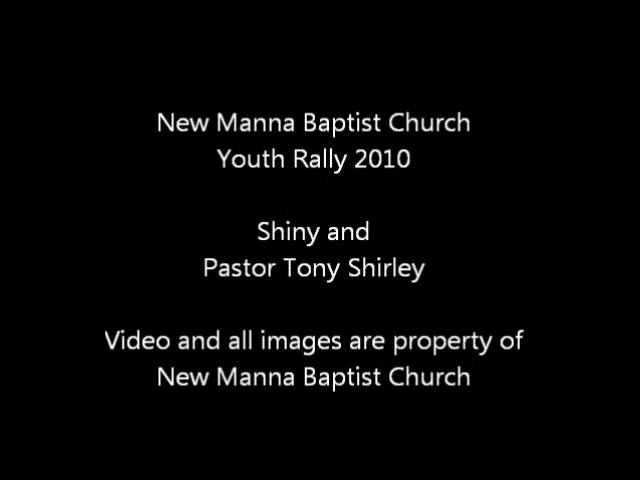 New Manna Baptist Church
Youth Rally 2010
Shiny and
Pastor Tony Shirley
Video and all images are property of
New Manna Baptist Church